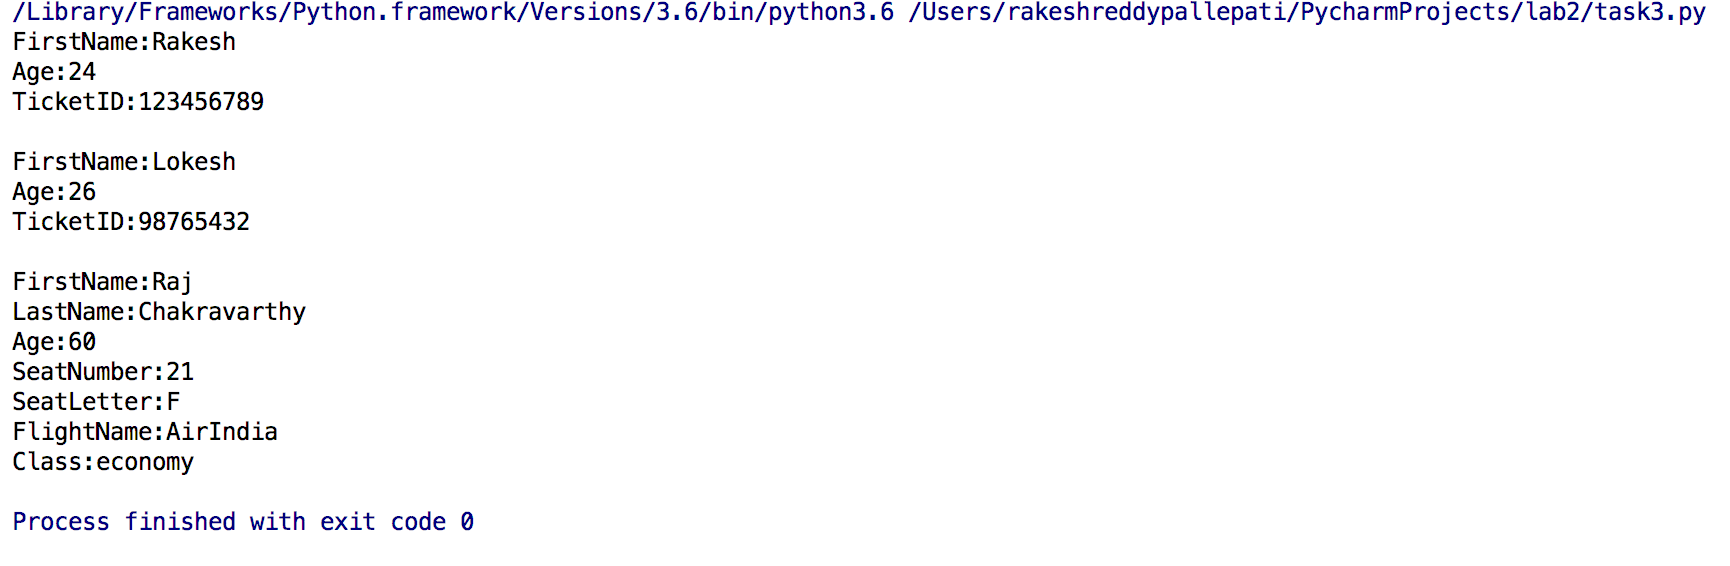 /Library/Frameworks/Python.framework/Versions/3.6/bin/python3.6 /Users/rakeshreddypallepati/PycharmProjects/lab2/task3.py
FirstName:Rakesh
Age:24
TicketID:123456789
FirstName:Lokesh
Age:26
TicketID:98765432
FirstName:Raj
LastName:Chakravarthy
Age:60
SeatNumber:21
SeatLetter:F
FlightName:AirIndia
Class:economy
Process finished with exit code 0